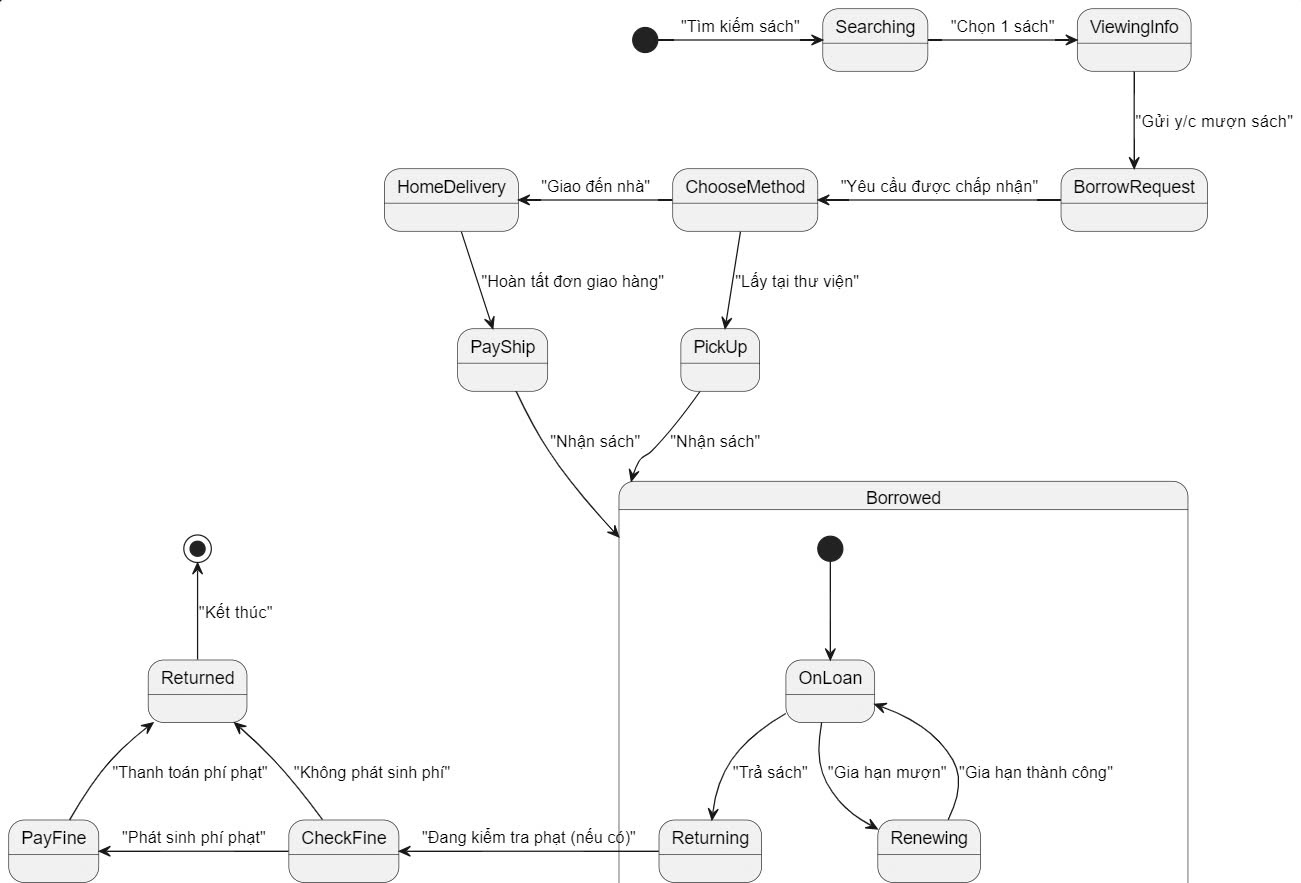 "Tìm kiếm sách"
Searching
"Chọn 1 sách"
ViewingInfo
"Gửi y/c mượn sách"
HomeDelivery
"Giao đến nhà"
ChooseMethod
"Yêu cầu được chấp nhận"
BorrowRequest
"Hoàn tất đơn giao hàng"
"Lấy tại thư viện"
PayShip
PickUp
"Nhận sách"
"Nhận sách"
Borrowed
"Kết thúc"
Returned
OnLoan
"Thanh toán phí phạt"
"Không phát sinh phí"
"Trả sách"
"Gia hạn mượn"
"Gia hạn thành công"
PayFine
"Phát sinh phí phạt"
CheckFine
"Đang kiểm tra phạt (nếu có)"
Returning
Renewing